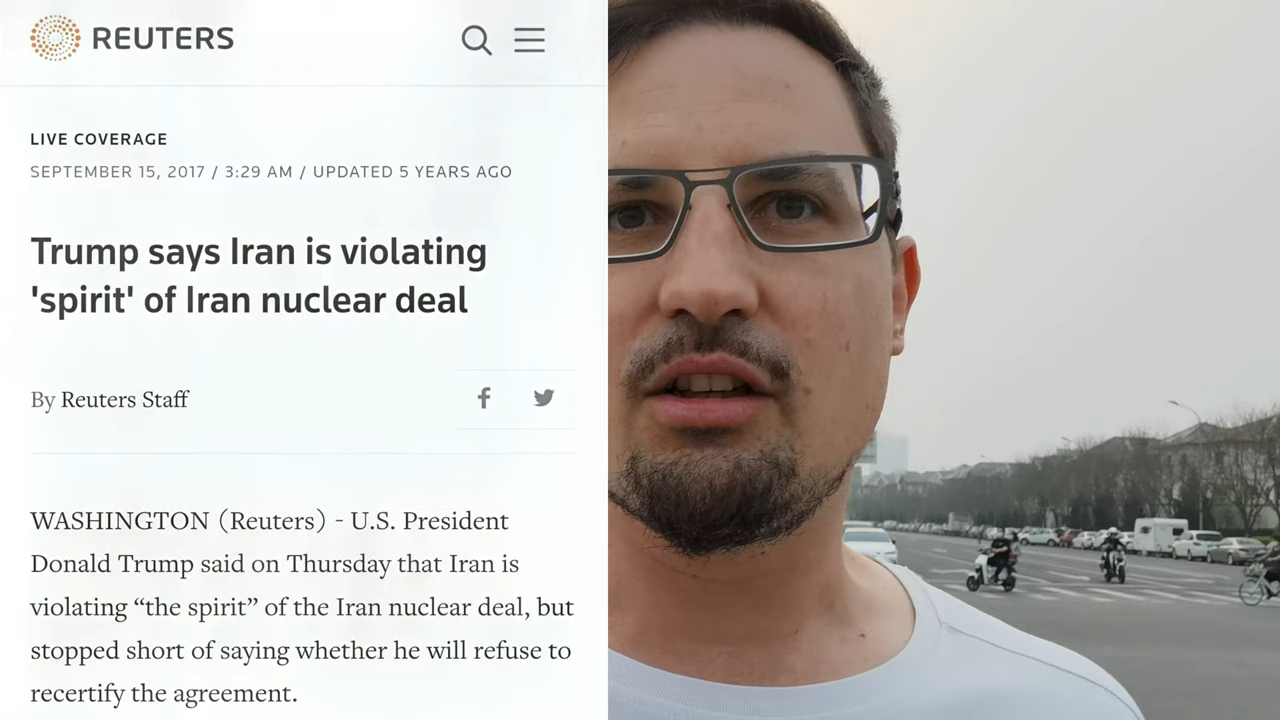 REUTERS
LIVE COVERAGE
SEPTEMBER 15, 2017 / 3:29 AM / UPDATED 5 YEARS AGO
Trump says Iran is violating
'spirit' of Iran nuclear deal
By Reuters Staff
WASHINGTON (Reuters) - U.S. President
Donald Trump said on Thursday that Iran is
violating “the spirit” of the Iran nuclear deal, but
stopped short of saying whether he will refuse to
recertify the agreement.